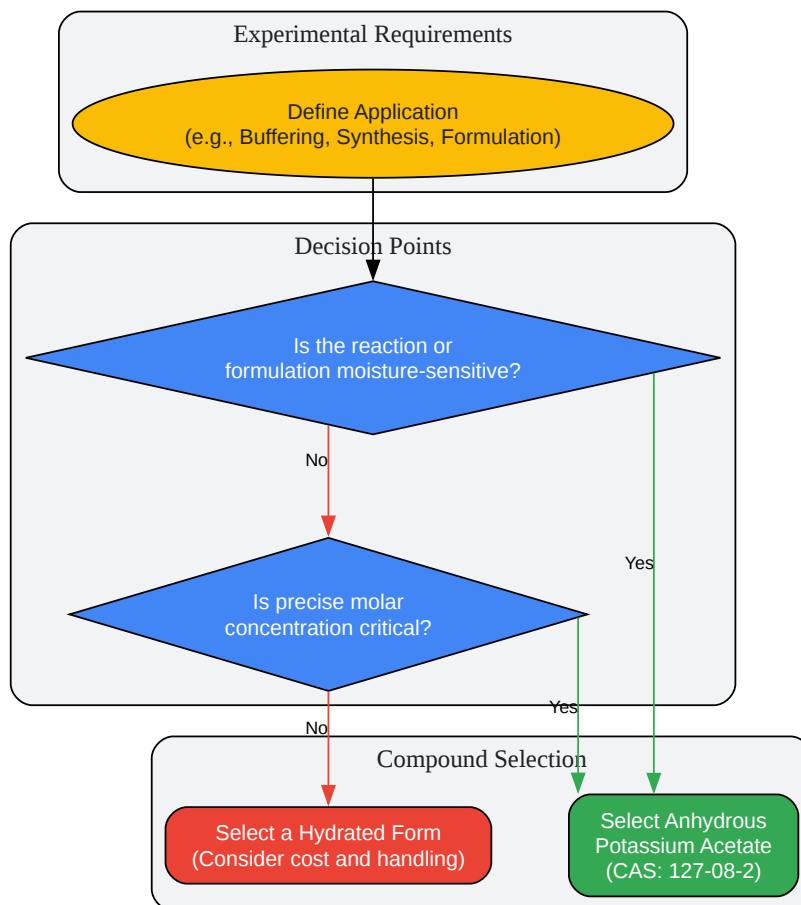 Experimental Requirements
Define Application
(e.g., Buffering, Synthesis, Formulation)
Decision Points
Is the reaction or
formulation moisture-sensitive?
No
Yes
Is precise molar
concentration critical?
Yes
No
Compound Selection
Select a Hydrated Form
(Consider cost and handling)
Select Anhydrous
Potassium Acetate
(CAS: 127-08-2)